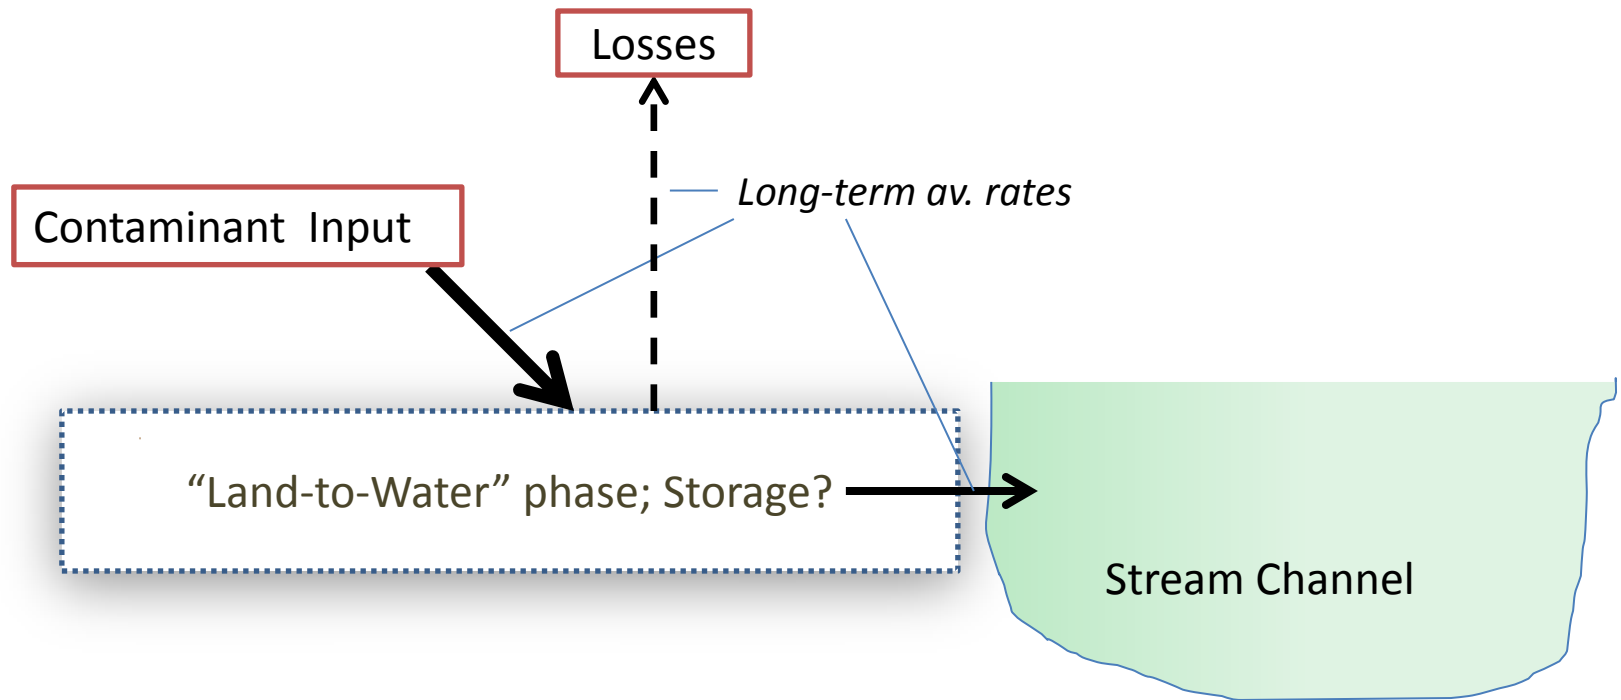 Losses
Long-term av. rates
Contaminant Input
“Land-to-Water” phase; Storage?
Stream Channel